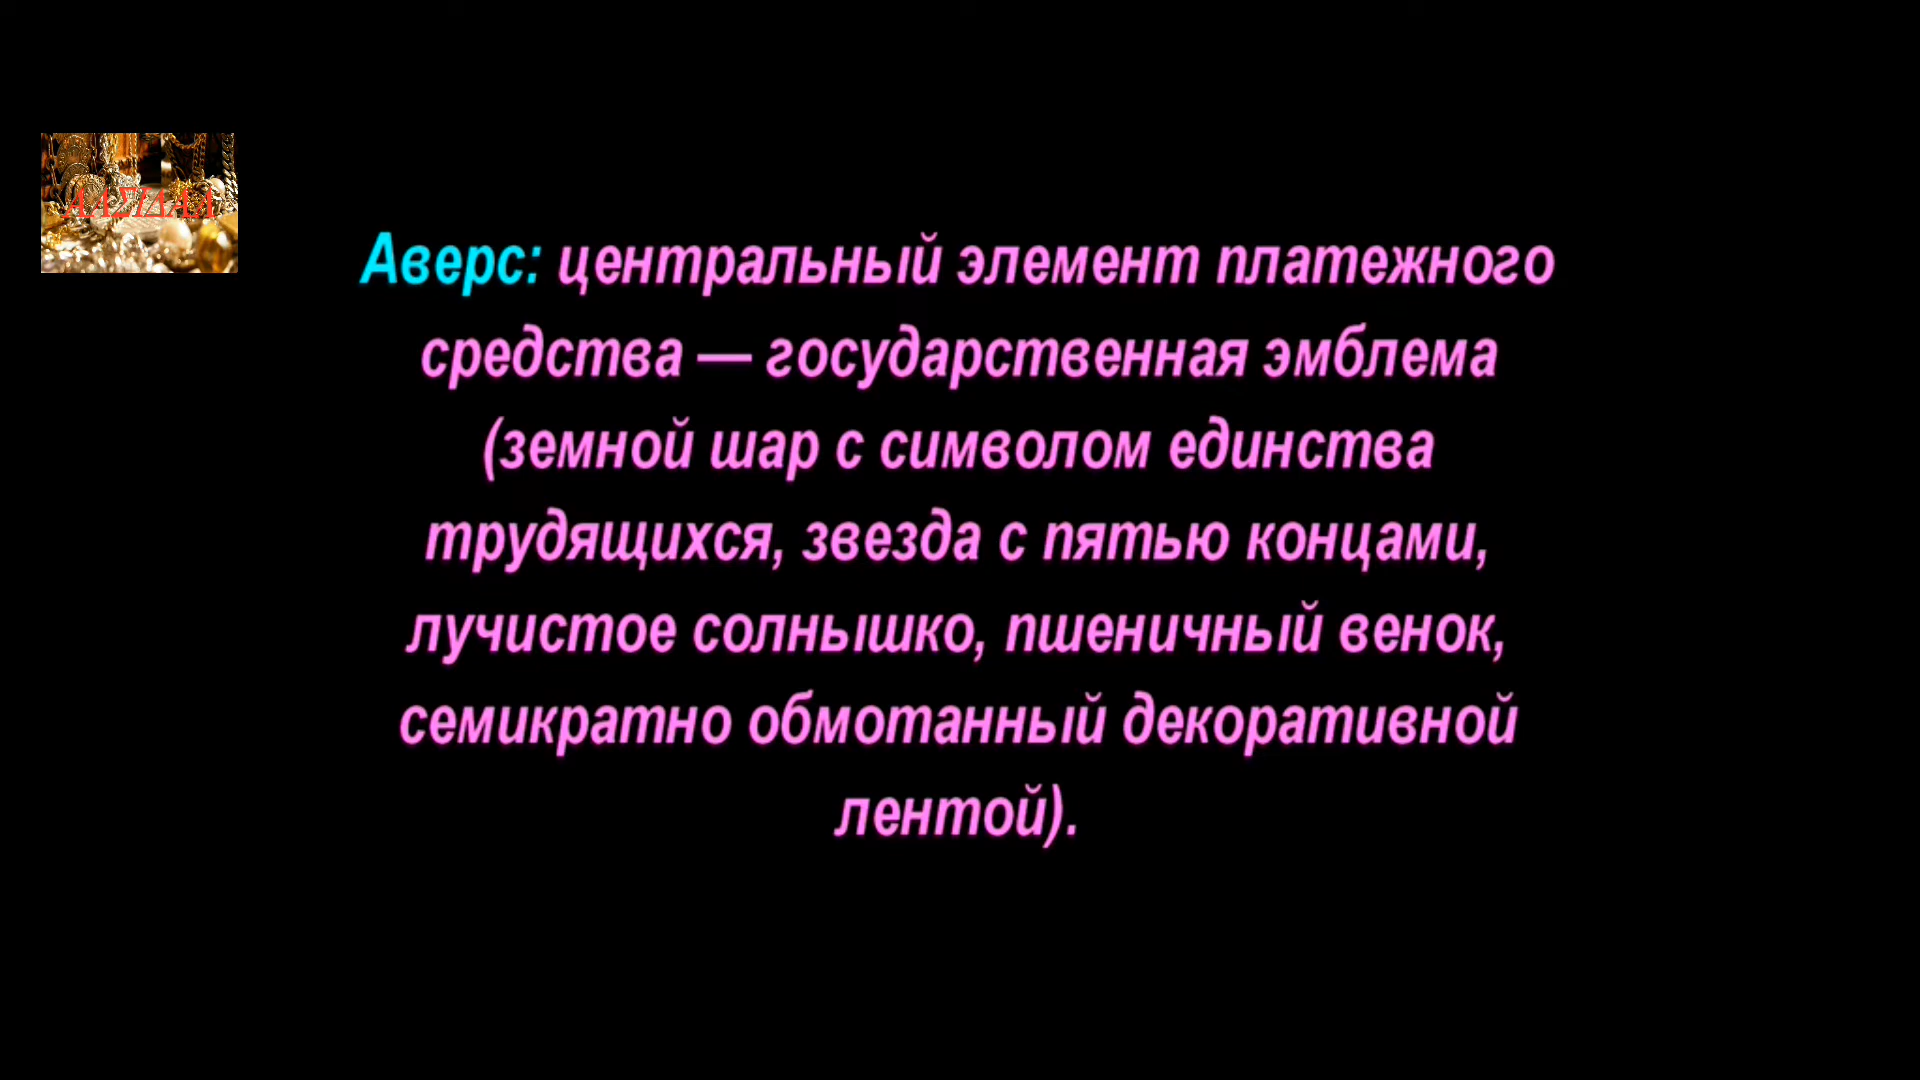 Аверс: центральный элемент платежного
средства — государственная эмблема
(земной шар с символом единства
трудящихся, звезда с пятью концами,
лучистое солнышко, пшеничный венок,
семикратно обмотанный декоративной
лентой).